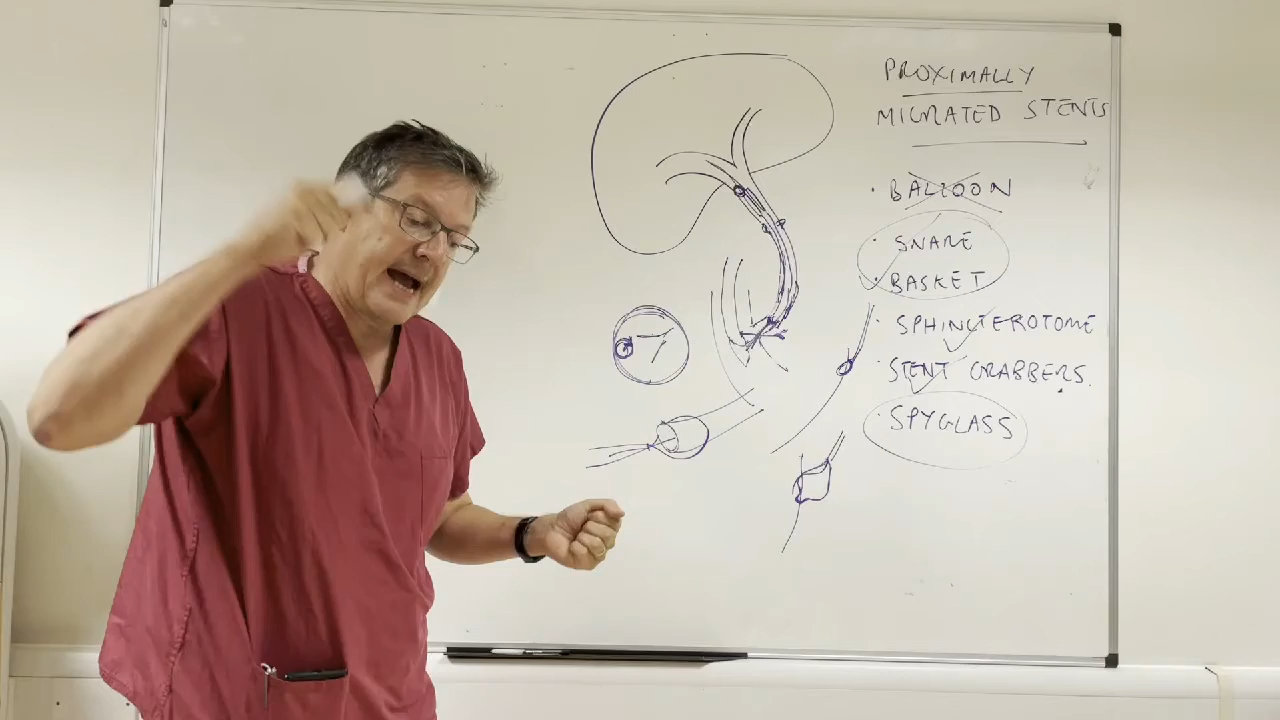 PROXIMALLY
MIGRATED STENTS
· BALLOON
· SNARE
· BASKET
· SPHINCTEROTOME
· STENT GRABBERS.
· SPYGLASS